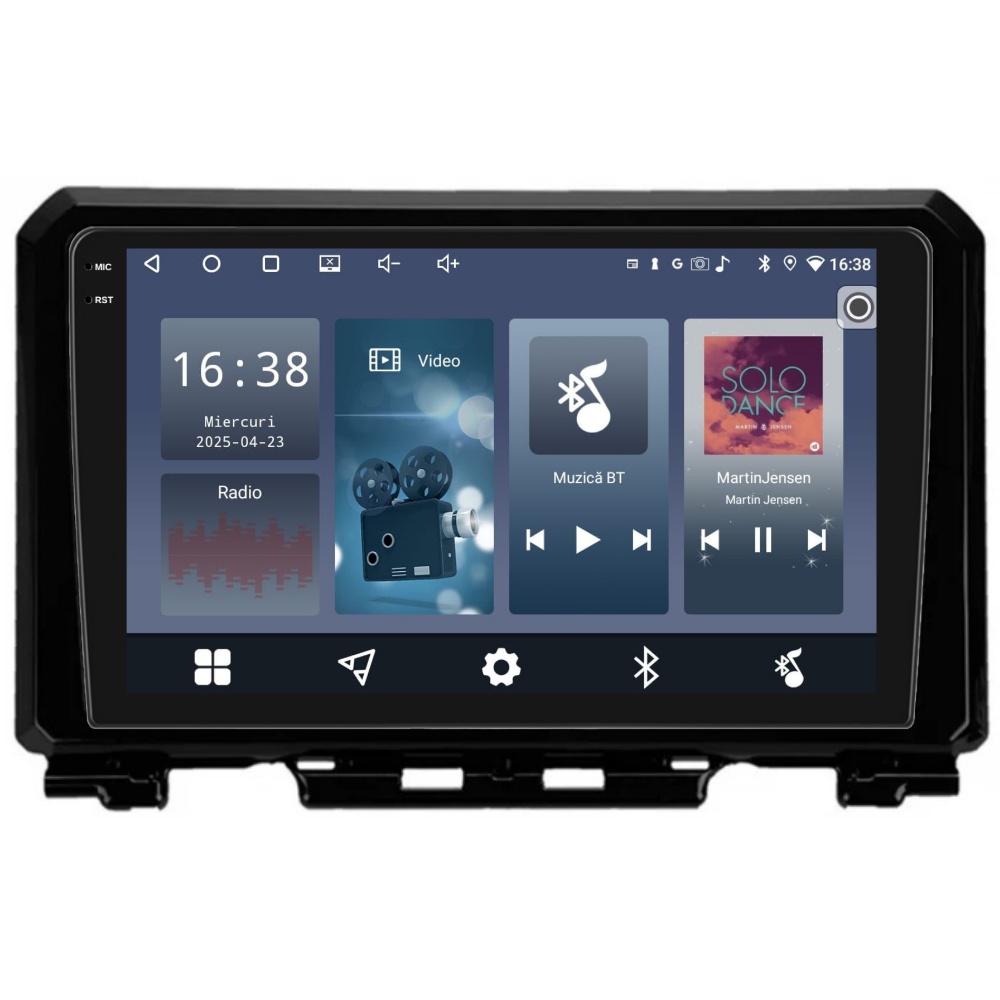 MIC
RST
16:38
16:38
Miercuri
2025-04-23
Radio
Video
Muzică BT
SOLO
DANCE
MARTIN JENSEN
MartinJensen
Martin Jensen